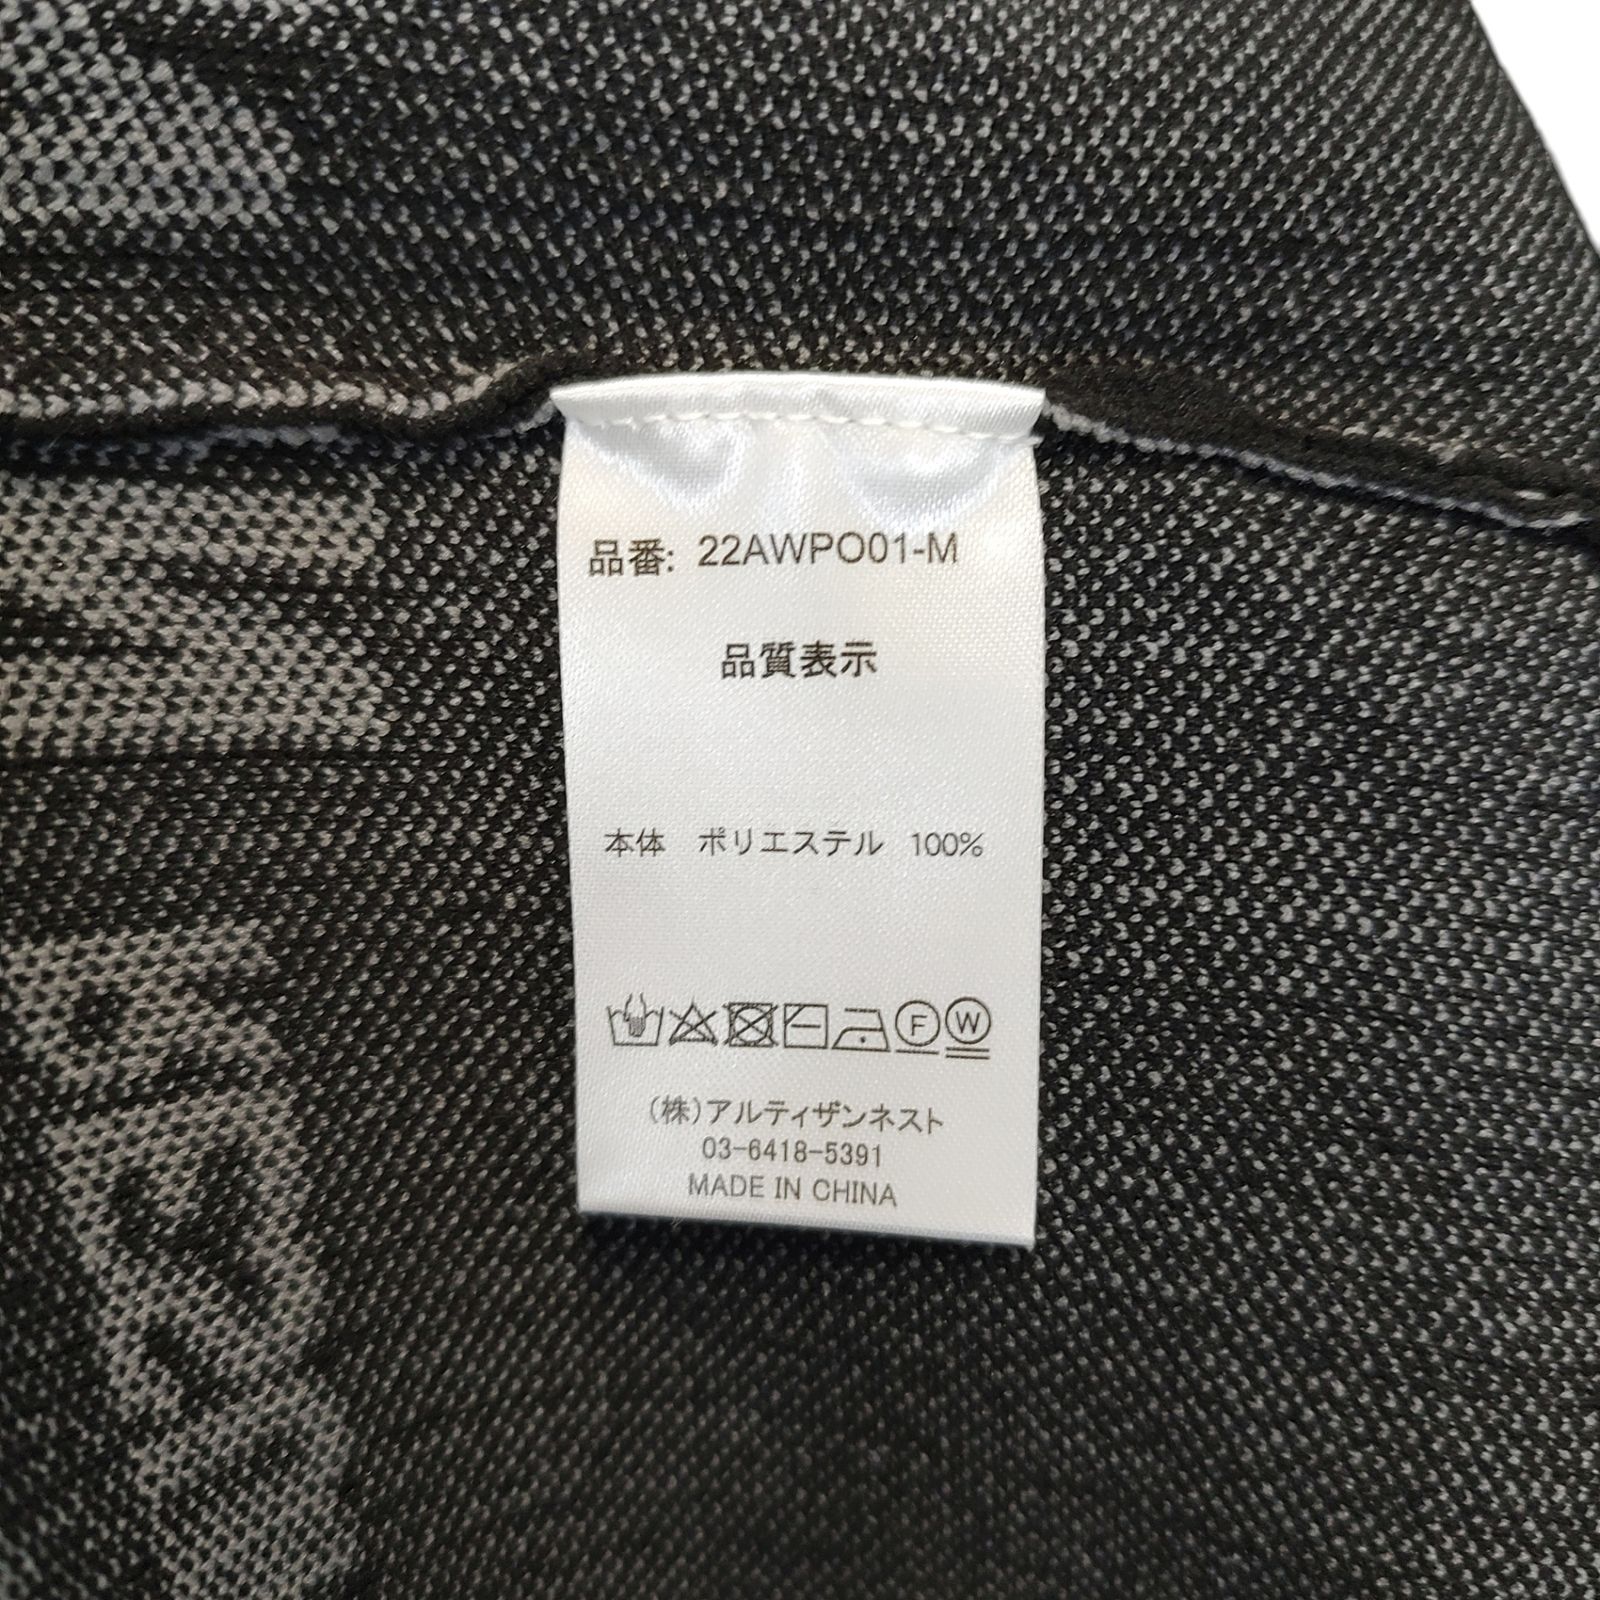 品番: 22AWPO01-M
品質表示
本体　ポリエステル　100%
F W
(株)アルティザンネスト
03-6418-5391
MADE IN CHINA